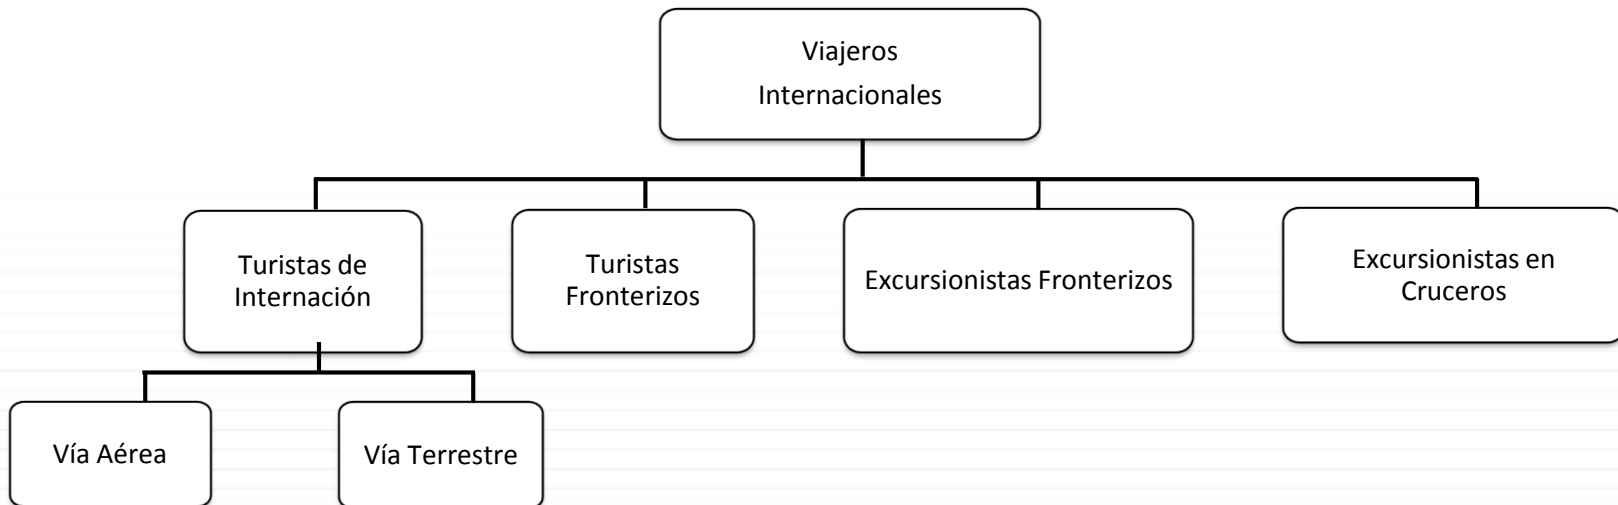 Viajeros
Internacionales
Turistas de
Internación
Turistas
Fronterizos
Excursionistas Fronterizos
Excursionistas en
Cruceros
Vía Aérea
Vía Terrestre